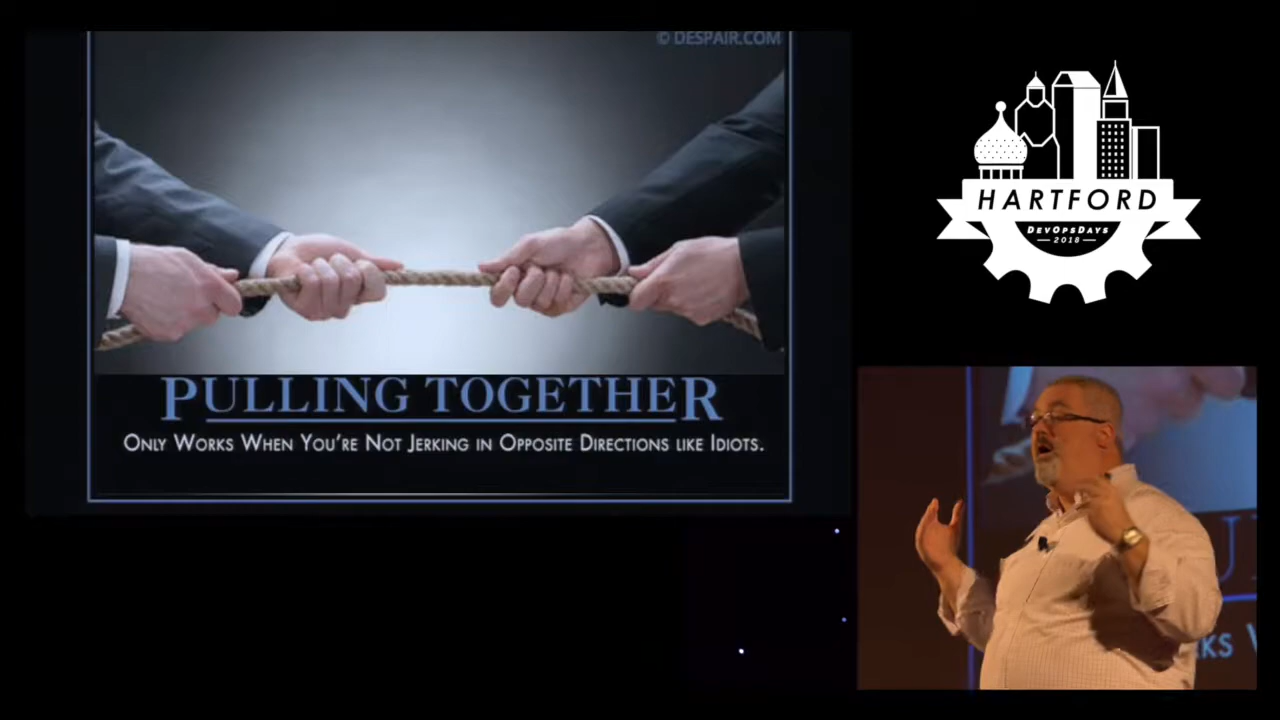 © DESPAIR.COM
PULLING TOGETHER
ONLY WORKS WHEN YOU'RE NOT JERKING IN OPPOSITE DIRECTIONS LIKE IDIOTS.
HARTFORD
DEVOPSDAYS
2018